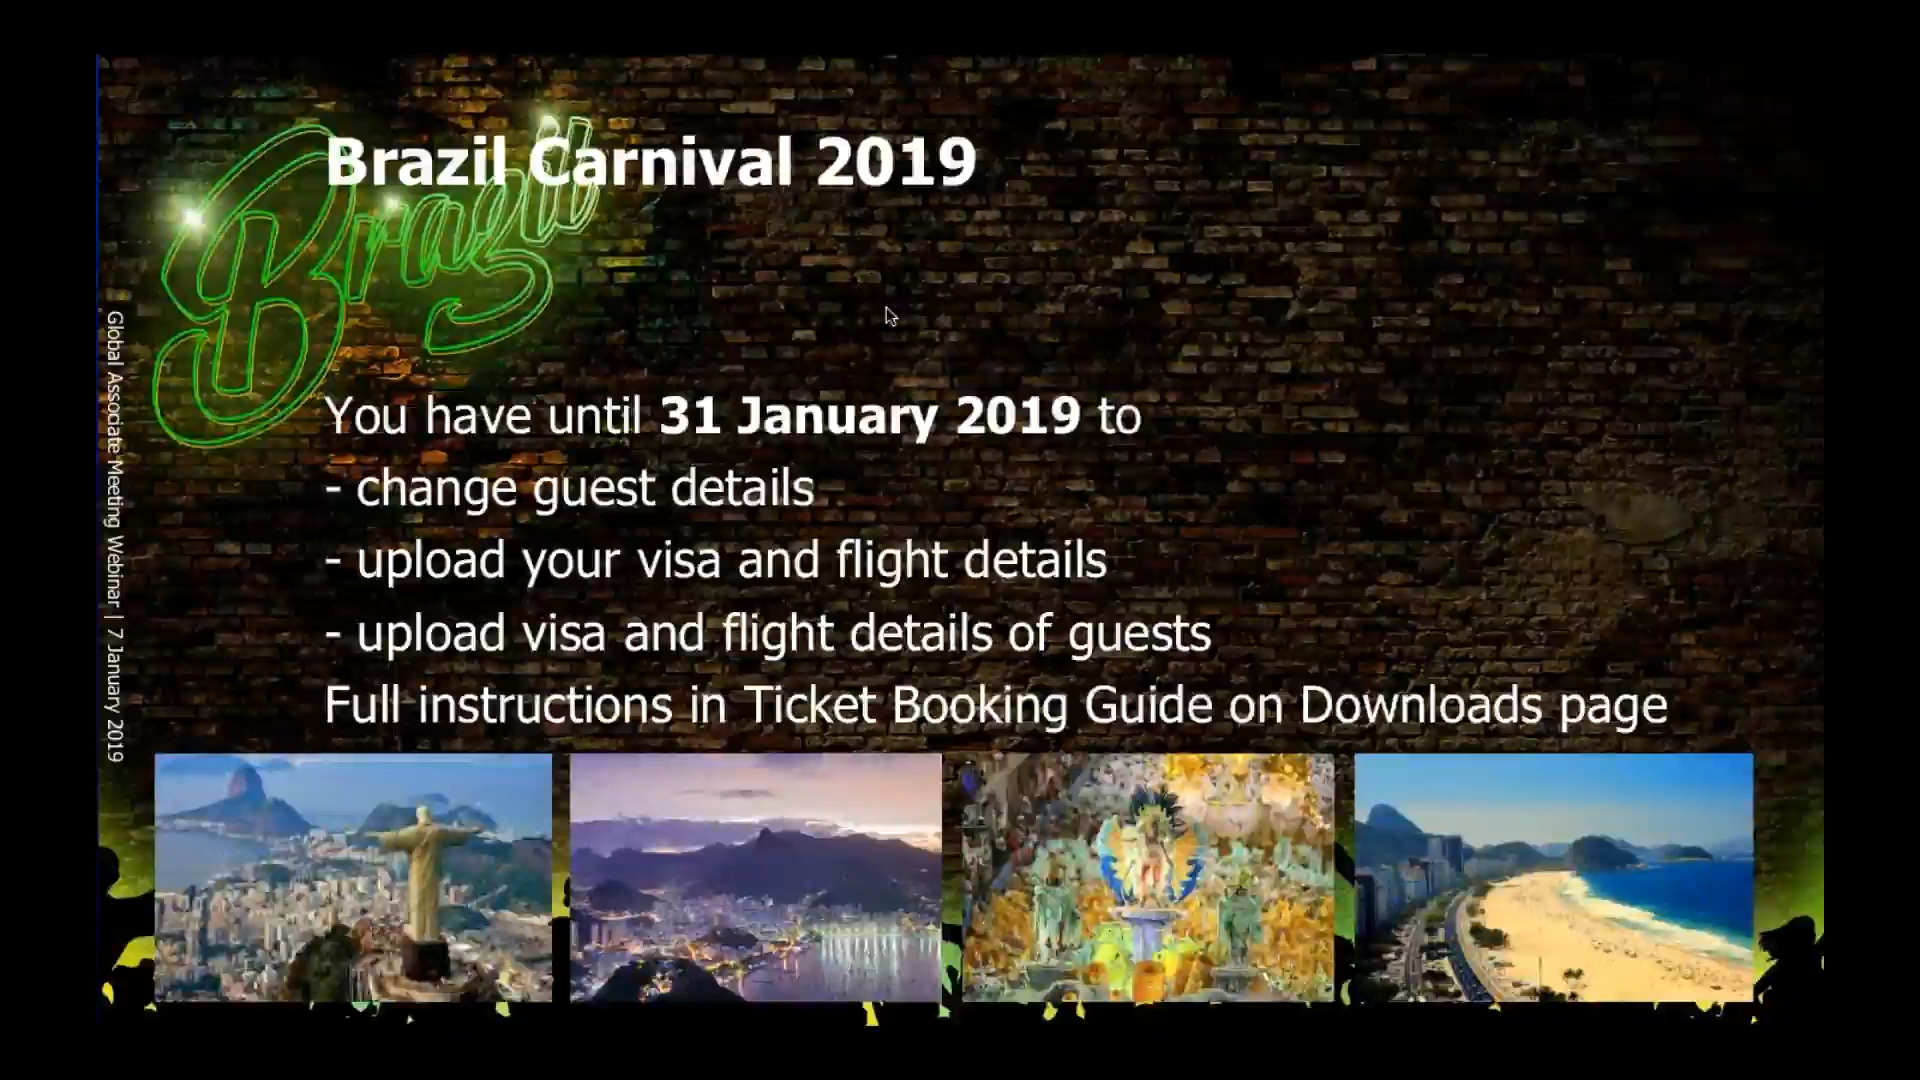 Brazil Carnival 2019
Brazil
You have until 31 January 2019 to
- change guest details
- upload your visa and flight details
- upload visa and flight details of guests
Full instructions in Ticket Booking Guide on Downloads page
Global Associate Meeting Webinar | 7 January 2019